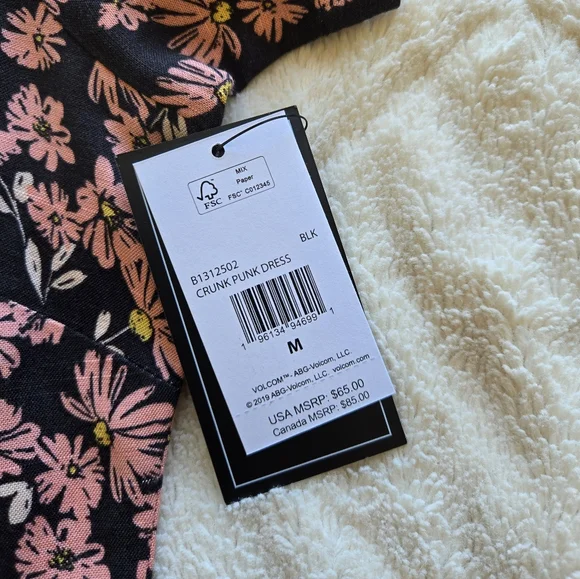 MIX
Paper
FSC
FSC® C012345
BLK
B1312502
CRUNK PUNK DRESS
1 96134 94699 1
M
VOLCOM™- ABG-Volcom, LLC.
© 2019 ABG-Volcom, LLC. volcom.com
USA MSRP: $65.00
Canada MSRP: $85.00